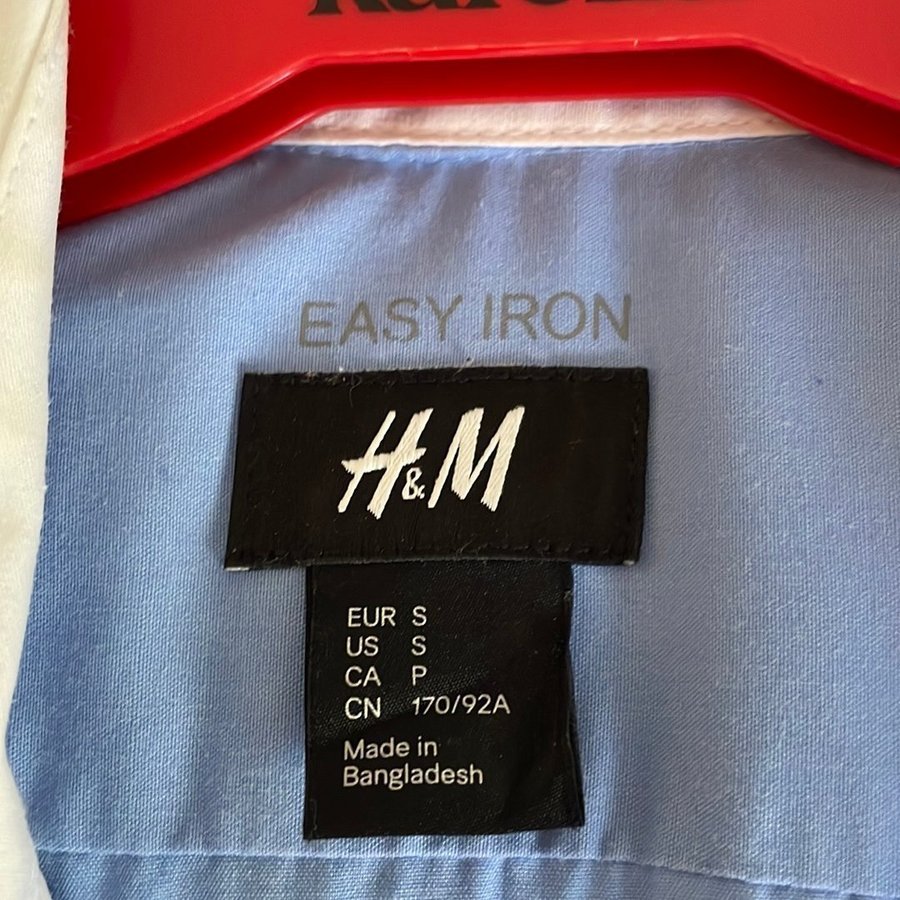 EASY IRON
H&M
EUR S
US S
CA P
CN 170/92A
Made in
Bangladesh